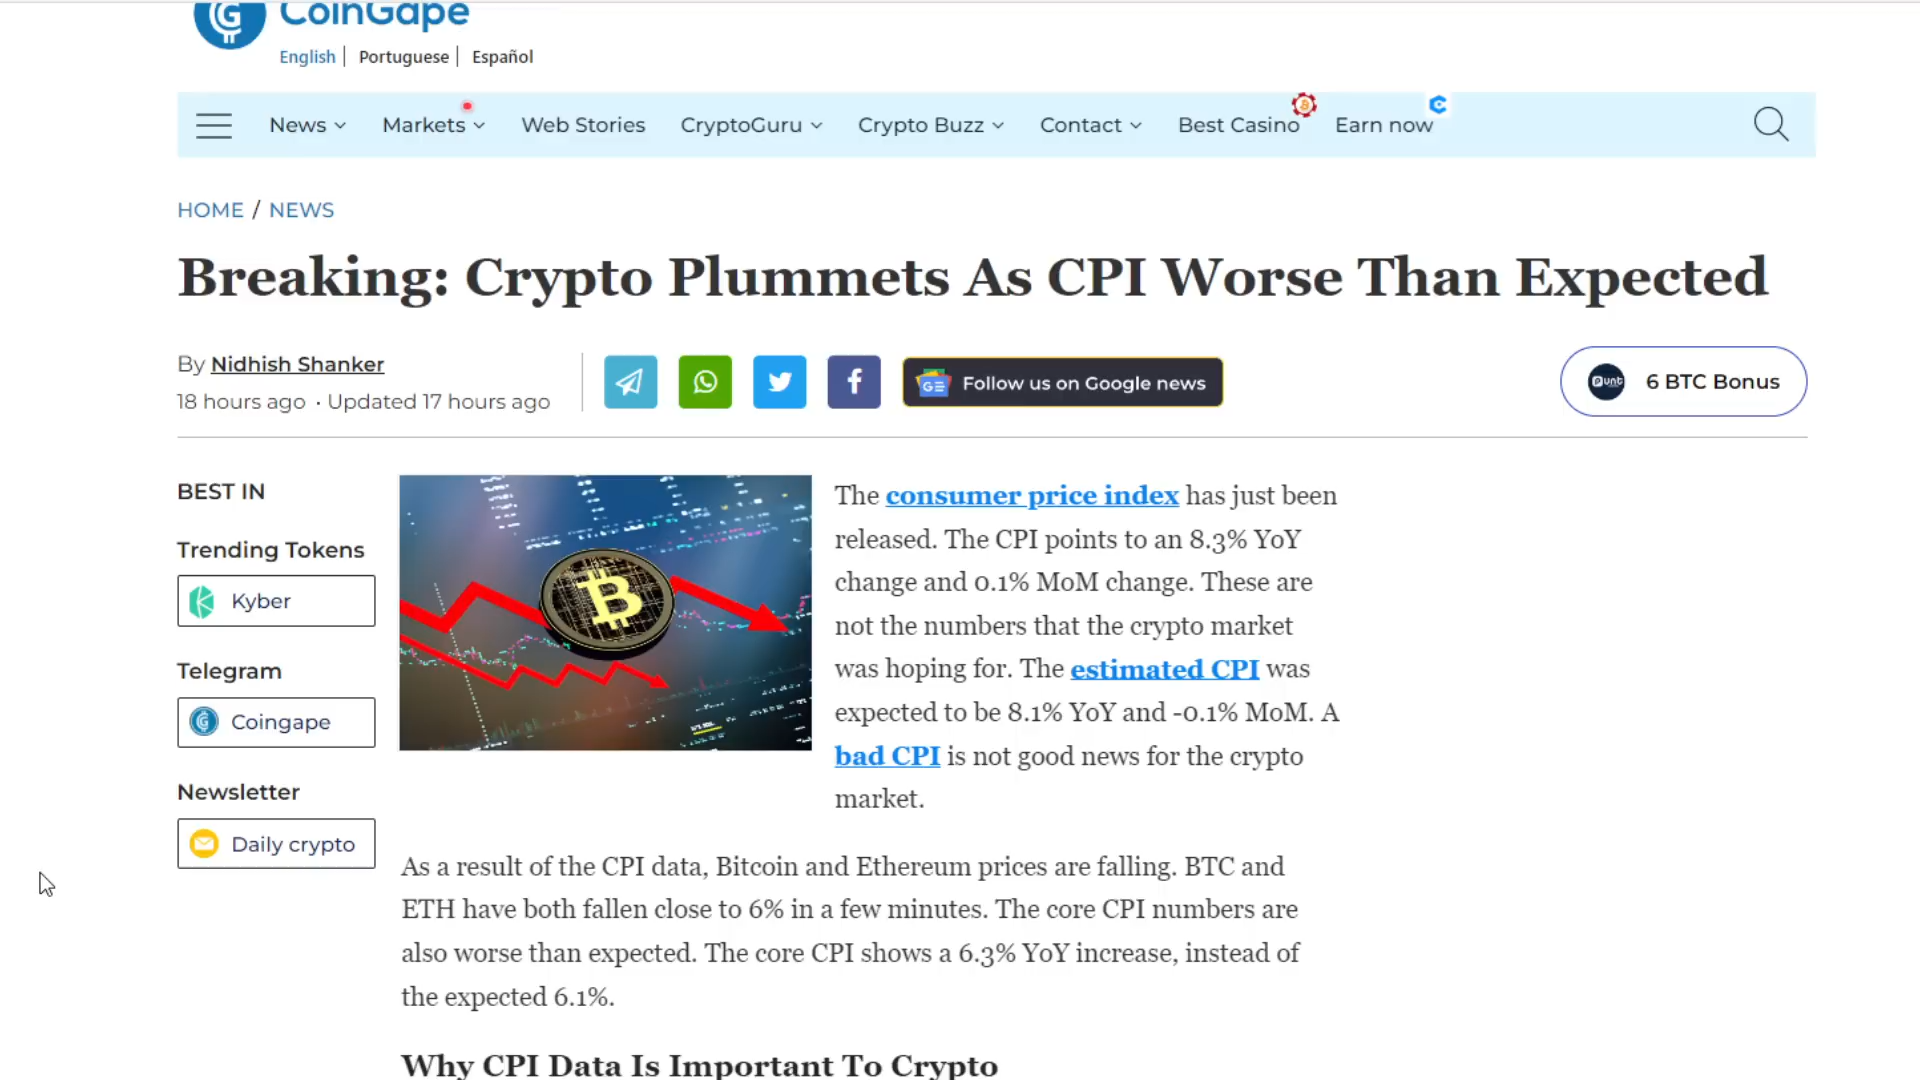 CoinGape
English | Portuguese | Español
News Markets Web Stories CryptoGuru Crypto Buzz Contact Best Casino Earn now
HOME / NEWS
Breaking: Crypto Plummets As CPI Worse Than Expected
By Nidhish Shanker
18 hours ago · Updated 17 hours ago
Follow us on Google news
Punt 6 BTC Bonus
BEST IN
Trending Tokens
Kyber
Telegram
Coingape
Newsletter
Daily crypto
The consumer price index has just been
released. The CPI points to an 8.3% YoY
change and 0.1% MoM change. These are
not the numbers that the crypto market
was hoping for. The estimated CPI was
expected to be 8.1% YoY and -0.1% MoM. A
bad CPI is not good news for the crypto
market.
As a result of the CPI data, Bitcoin and Ethereum prices are falling. BTC and
ETH have both fallen close to 6% in a few minutes. The core CPI numbers are
also worse than expected. The core CPI shows a 6.3% YoY increase, instead of
the expected 6.1%.
Why CPI Data Is Important To Crypto